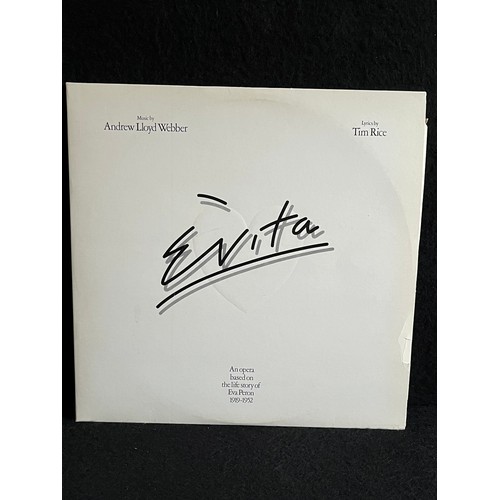 Music by
Andrew Lloyd Webber
Lyrics by
Tim Rice
Evita
An opera
based on
the life story of
Eva Peron
1919-1952